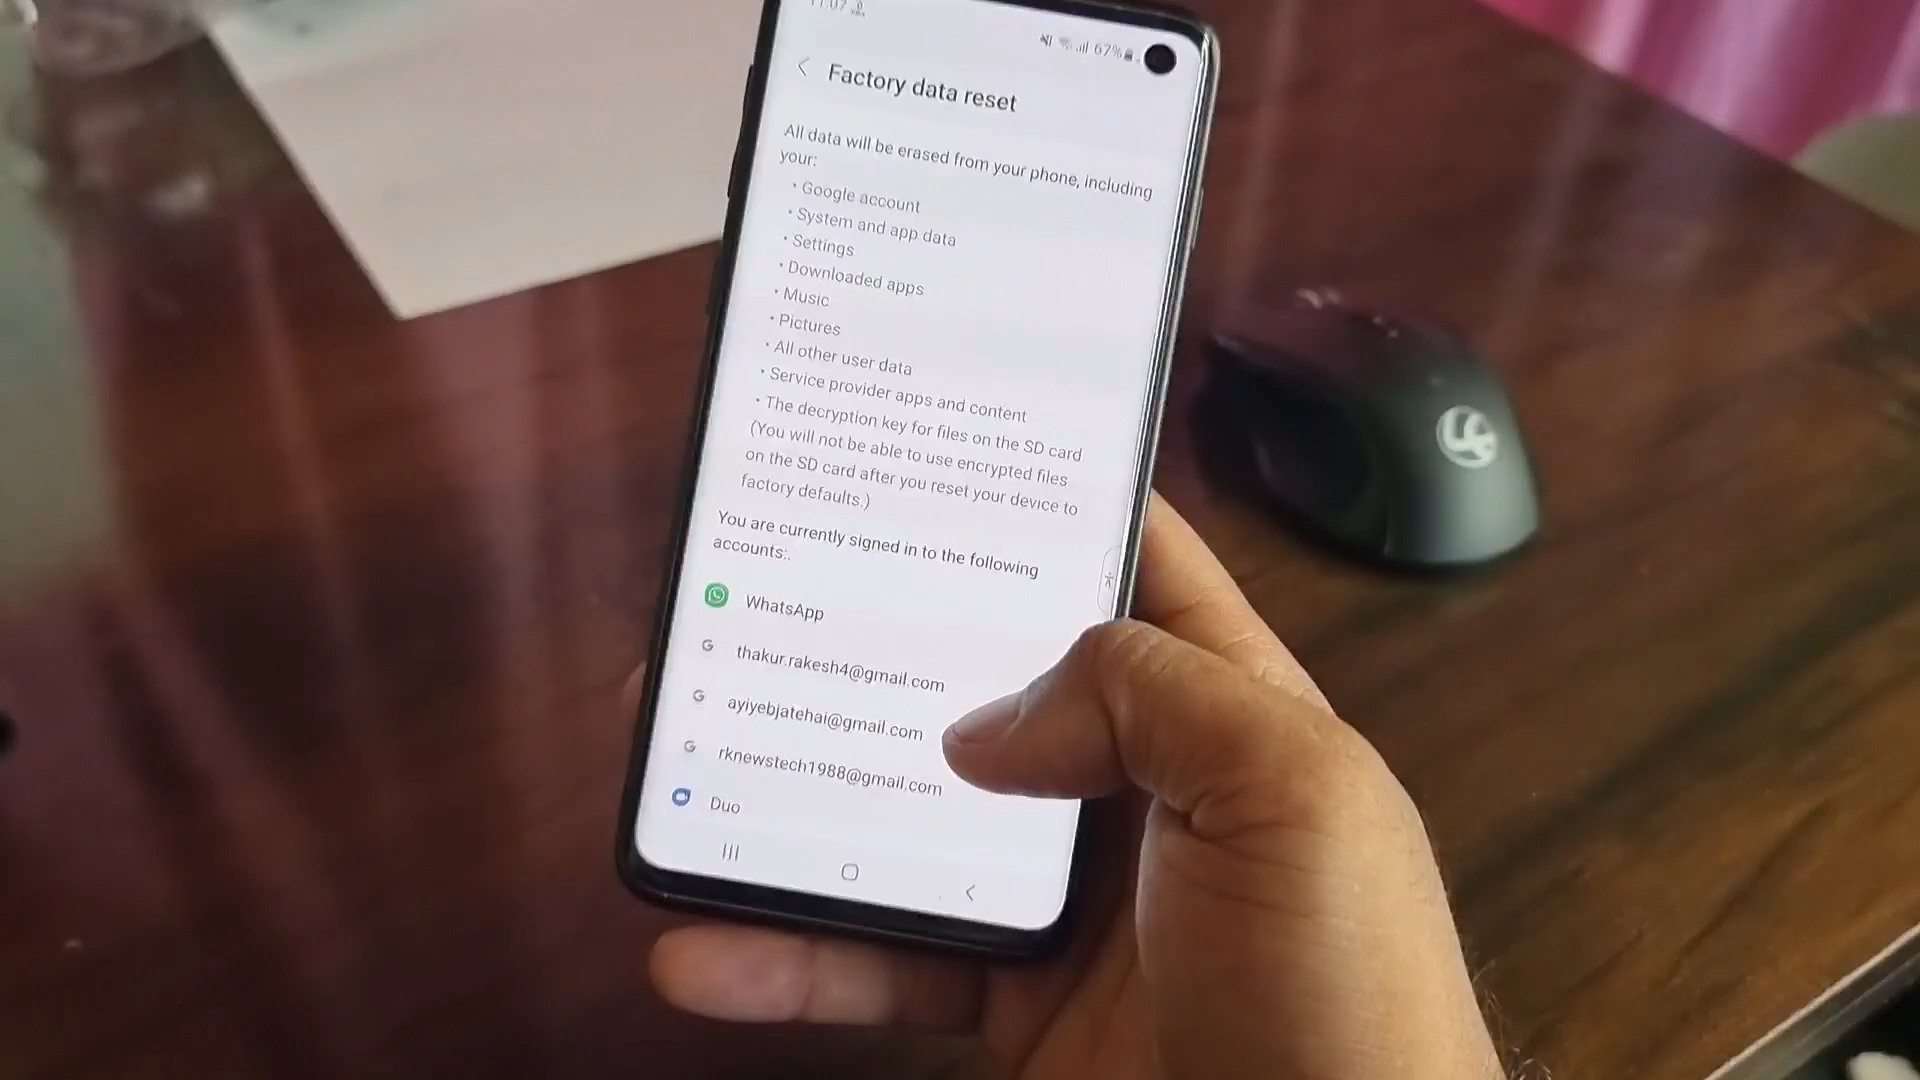 11:07
67%
Factory data reset
All data will be erased from your phone, including
your:
• Google account
• System and app data
• Settings
• Downloaded apps
• Music
• Pictures
• All other user data
• Service provider apps and content
• The decryption key for files on the SD card
(You will not be able to use encrypted files
on the SD card after you reset your device to
factory defaults.)
You are currently signed in to the following
accounts:.
WhatsApp
G thakur.rakesh4@gmail.com
G ayiyebjatehai@gmail.com
G rknewstech1988@gmail.com
Duo